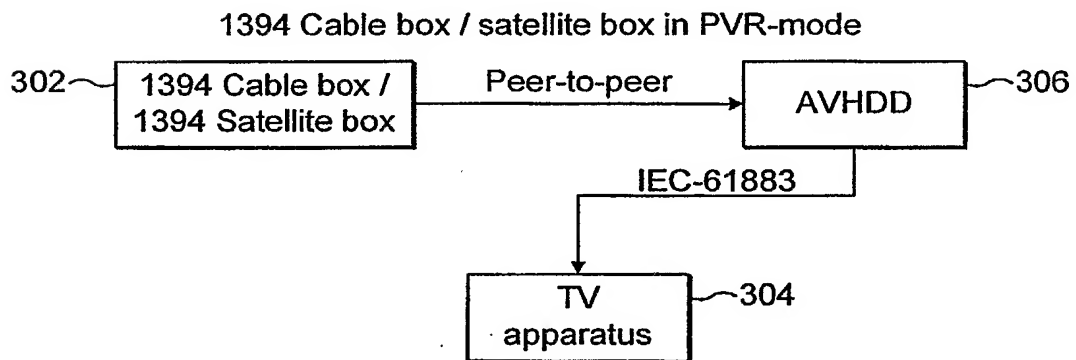 1394 Cable box / satellite box in PVR-mode
302
1394 Cable box /
1394 Satellite box
Peer-to-peer
AVHDD
306
IEC-61883
TV
apparatus
304